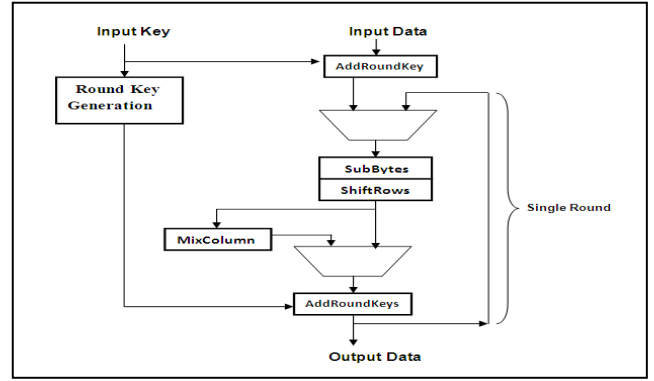 Input Key
Input Data
AddRoundKey
Round Key
Generation
SubBytes
ShiftRows
Single Round
MixColumn
AddRoundKeys
Output Data